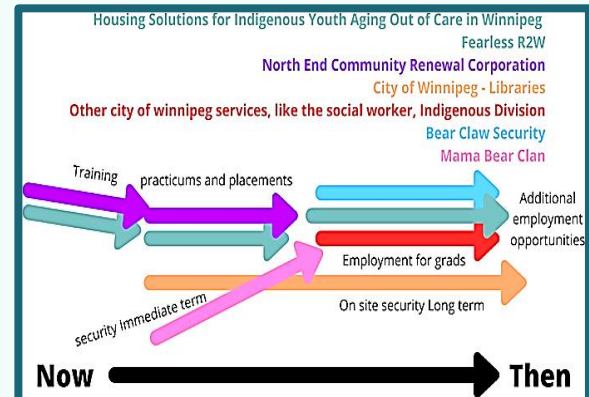 Housing Solutions for Indigenous Youth Aging Out of Care in Winnipeg
Fearless R2W
North End Community Renewal Corporation
City of Winnipeg - Libraries
Other city of winnipeg services, like the social worker, Indigenous Division
Bear Claw Security
Mama Bear Clan
Training
practicums and placements
Additional
employment
opportunities
Employment for grads
security Immediate term
On site security Long term
Now
Then